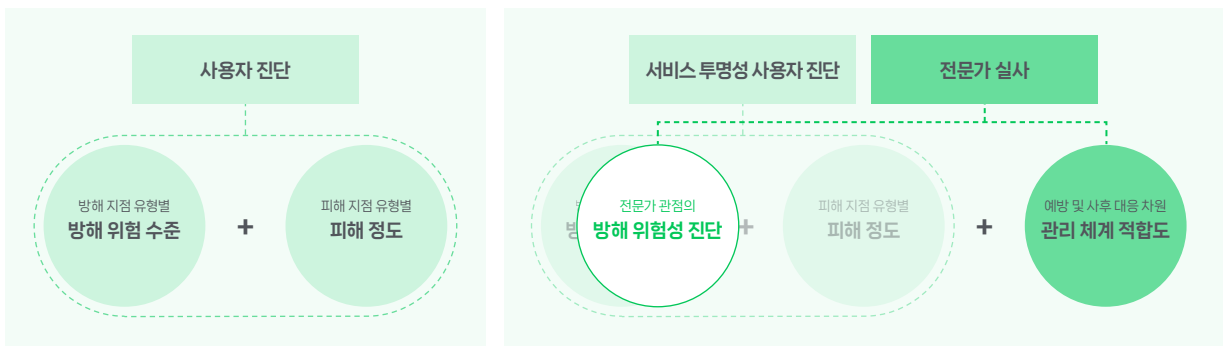 사용자 진단
방해 지점 유형별
방해 위험 수준
+
피해 지점 유형별
피해 정도
서비스 투명성 사용자 진단
전문가 실사
전문가 관점의
방해 위험성 진단
+
피해 지점 유형별
피해 정도
+
예방 및 사후 대응 차원
관리 체계 적합도